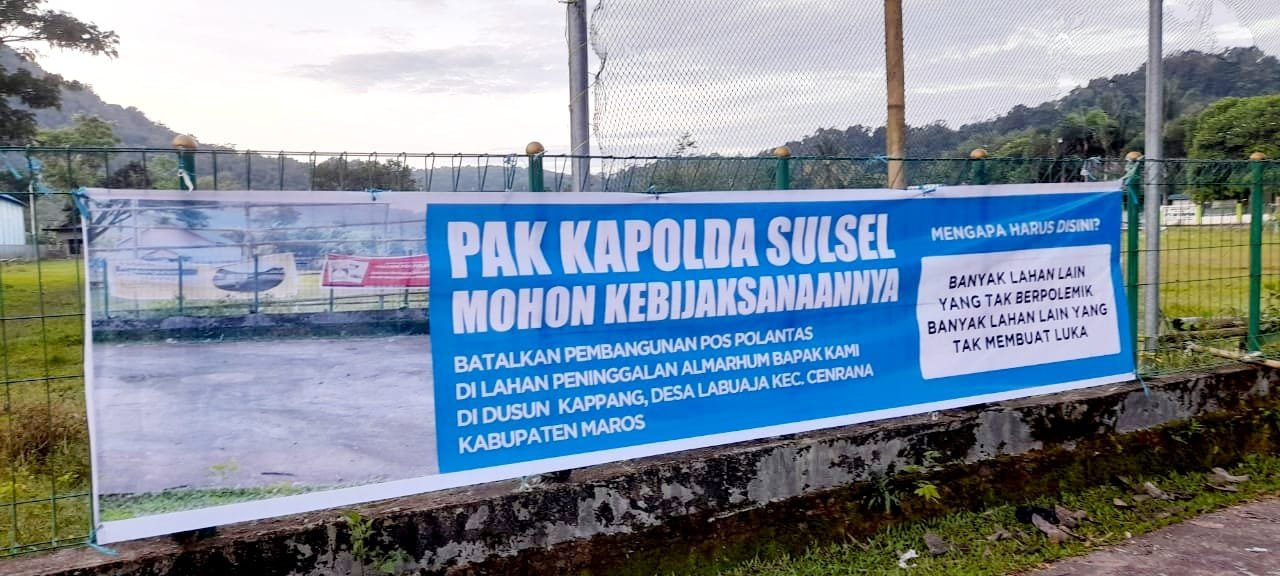 PAK KAPOLDA SULSEL
MOHON KEBIJAKSANAANNYA
BATALKAN PEMBANGUNAN POS POLANTAS
DI LAHAN PENINGGALAN ALMARHUM BAPAK KAMI
DI DUSUN KAPPANG, DESA LABUAJA KEC. CENRANA
KABUPATEN MAROS
MENGAPA HARUS DISINI?
BANYAK LAHAN LAIN
YANG TAK BERPOLEMIK
BANYAK LAHAN LAIN YANG
TAK MEMBUAT LUKA